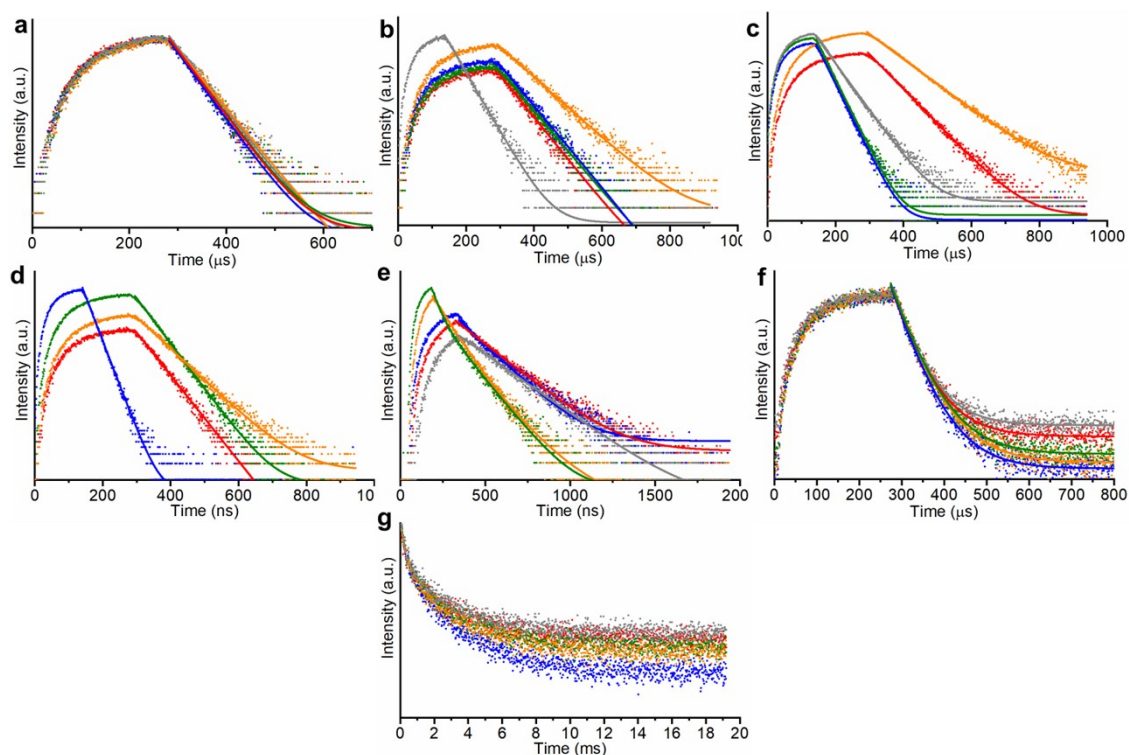 a
Intensity (a.u.)
0 200 400 600
Time (μs)
b
Intensity (a.u.)
0 200 400 600 800 100
Time (μs)
c
Intensity (a.u.)
0 200 400 600 800 1000
Time (μs)
d
Intensity (a.u.)
0 200 400 600 800 10
Time (ns)
e
Intensity (a.u.)
0 500 1000 1500 200
Time (ns)
f
Intensity (a.u.)
0 100 200 300 400 500 600 700 800
Time (μs)
g
Intensity (a.u.)
0 2 4 6 8 10 12 14 16 18 20
Time (ms)